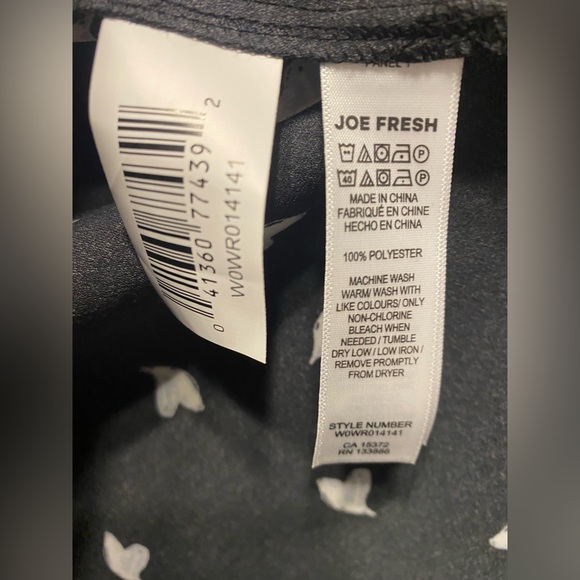 0 41360 77439 2
W0WR014141
PANEL 1
JOE FRESH
40
MADE IN CHINA
FABRIQUÉ EN CHINE
HECHO EN CHINA
100% POLYESTER
MACHINE WASH
WARM/ WASH WITH
LIKE COLOURS/ ONLY
NON-CHLORINE
BLEACH WHEN
NEEDED / TUMBLE
DRY LOW / LOW IRON /
REMOVE PROMPTLY
FROM DRYER
STYLE NUMBER
W0WR014141
CA 15372